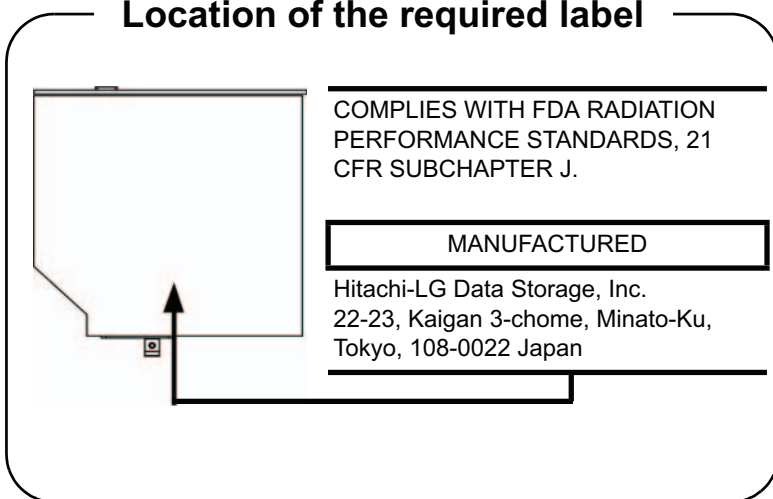 Location of the required label
COMPLIES WITH FDA RADIATION
PERFORMANCE STANDARDS, 21
CFR SUBCHAPTER J.
MANUFACTURED
Hitachi-LG Data Storage, Inc.
22-23, Kaigan 3-chome, Minato-Ku,
Tokyo, 108-0022 Japan